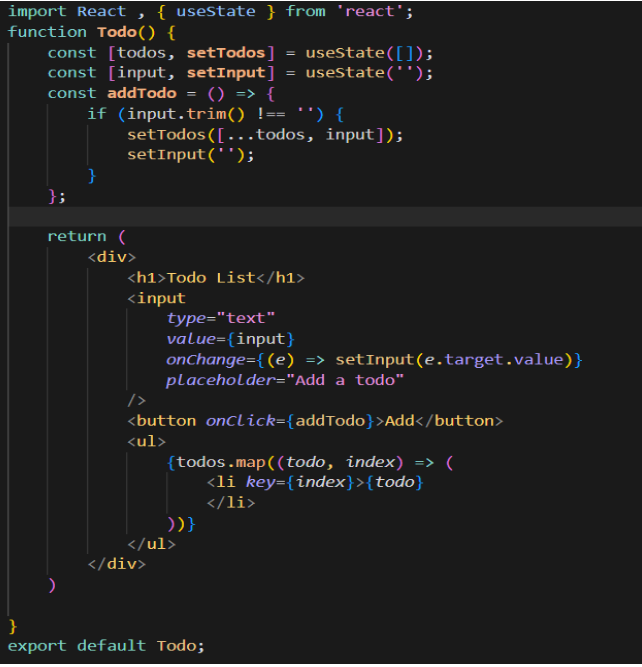 import React , { useState } from 'react';
function Todo() {
    const [todos, setTodos] = useState([]);
    const [input, setInput] = useState('');
    const addTodo = () => {
        if (input.trim() !== '') {
            setTodos([...todos, input]);
            setInput('');
        }
    };

    return (
        <div>
            <h1>Todo List</h1>
            <input
                type="text"
                value={input}
                onChange={(e) => setInput(e.target.value)}
                placeholder="Add a todo"
            />
            <button onClick={addTodo}>Add</button>
            <ul>
                {todos.map((todo, index) => (
                    <li key={index}>{todo}
                    </li>
                ))}
            </ul>
        </div>
    )

}
export default Todo;